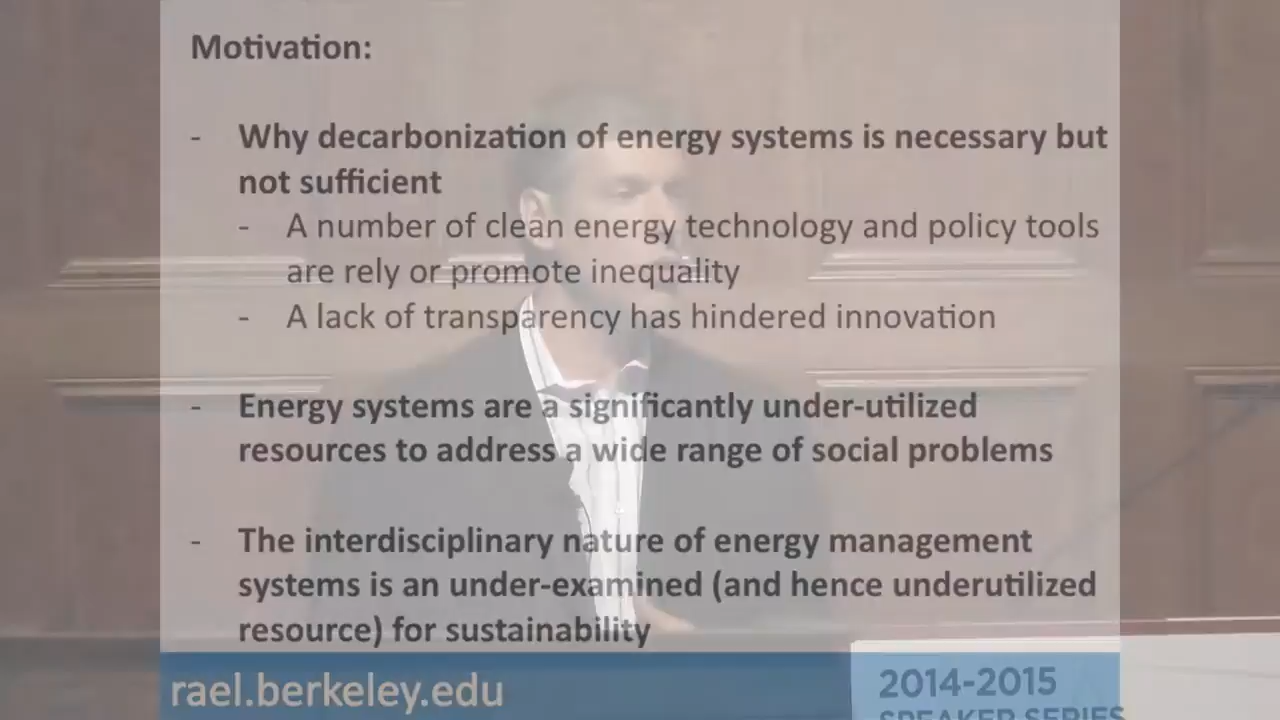 Motivation:
- Why decarbonization of energy systems is necessary but
not sufficient
- A number of clean energy technology and policy tools
are rely or promote inequality
- A lack of transparency has hindered innovation
- Energy systems are a significantly under-utilized
resources to address a wide range of social problems
- The interdisciplinary nature of energy management
systems is an under-examined (and hence underutilized
resource) for sustainability
rael.berkeley.edu
2014-2015
SPEAKER SERIES